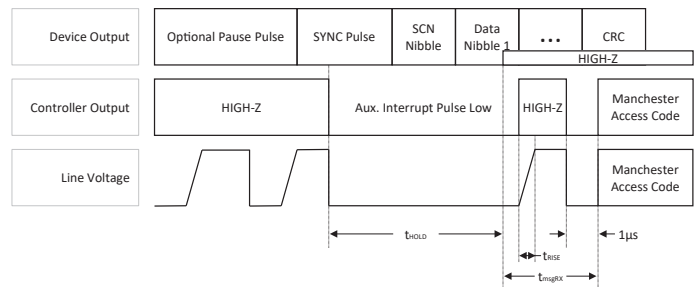 Device Output
Optional Pause Pulse
SYNC Pulse
SCN
Nibble
Data
Nibble 1
...
CRC
HIGH-Z
Controller Output
HIGH-Z
Aux. Interrupt Pulse Low
HIGH-Z
Manchester
Access Code
Line Voltage
Manchester
Access Code
tHOLD
1µs
tRISE
tmsgRX